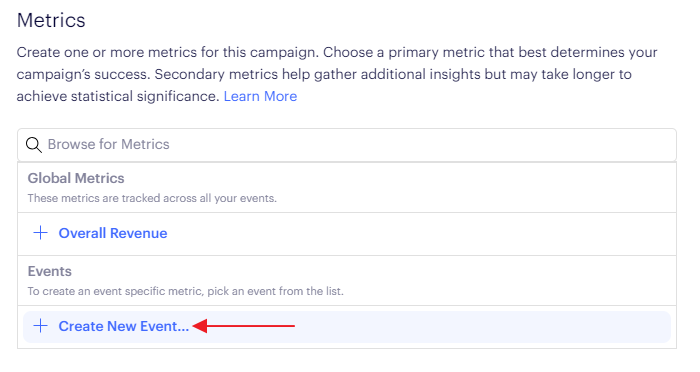 Metrics
Create one or more metrics for this campaign. Choose a primary metric that best determines your
campaign’s success. Secondary metrics help gather additional insights but may take longer to
achieve statistical significance. Learn More
Browse for Metrics
Global Metrics
These metrics are tracked across all your events.
Overall Revenue
Events
To create an event specific metric, pick an event from the list.
Create New Event...